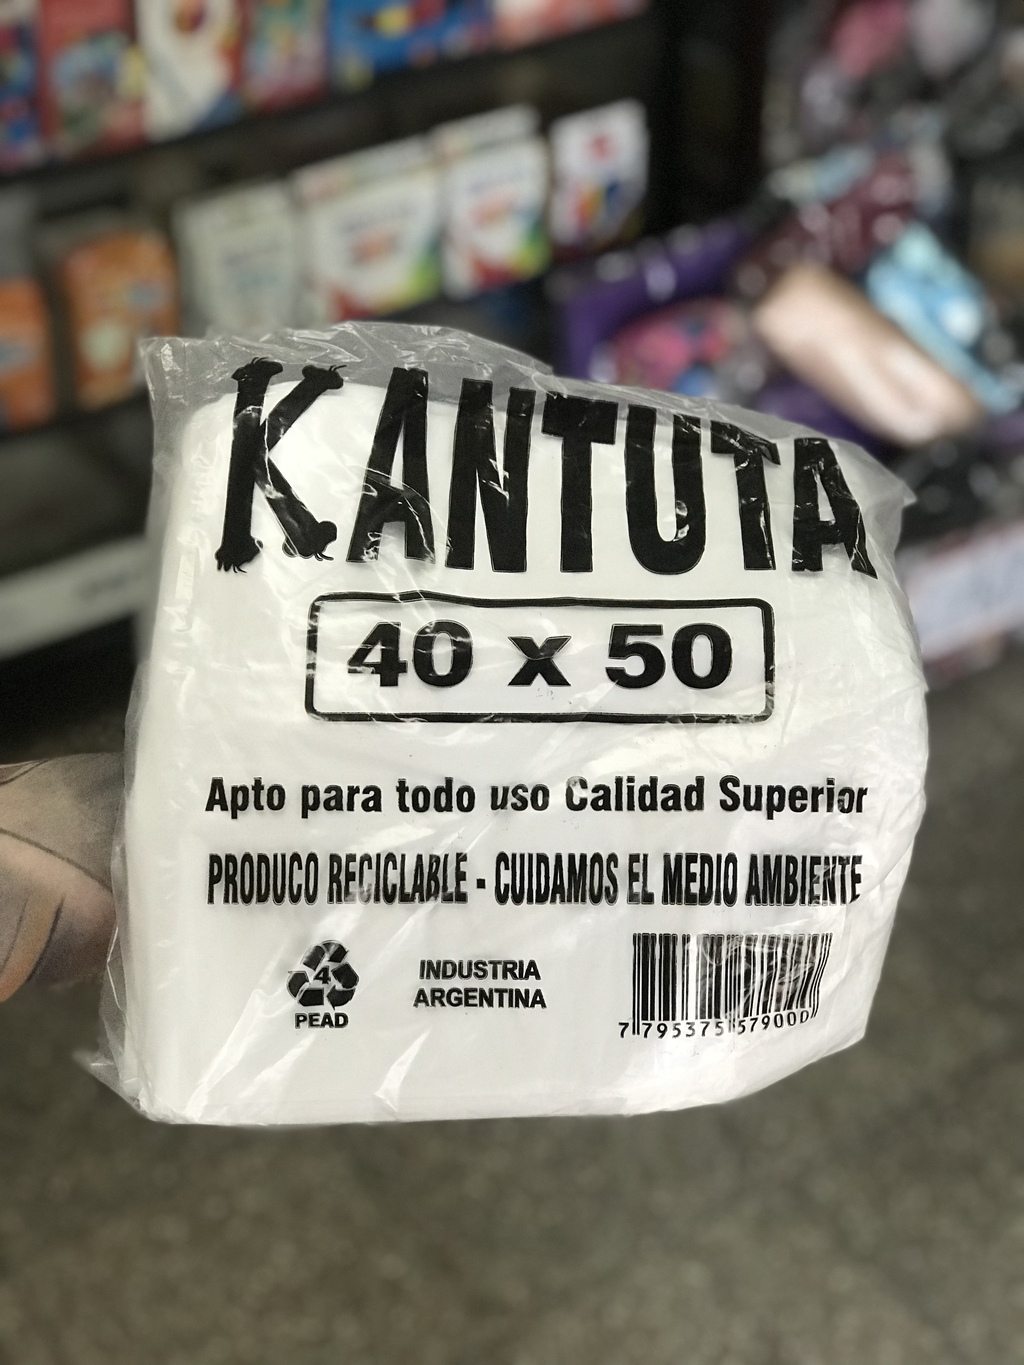 KANTUTA
40 x 50
Apto para todo uso Calidad Superior
PRODUCO RECICLABLE - CUIDAMOS EL MEDIO AMBIENTE
4
PEAD
INDUSTRIA
ARGENTINA
7 795375 579000